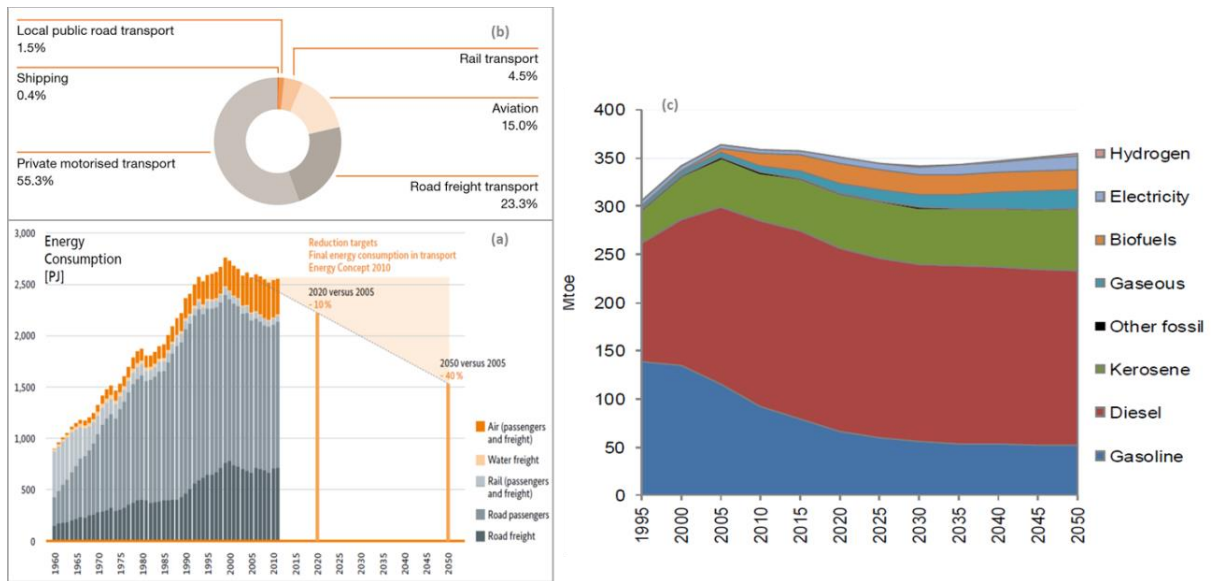 (b)
Local public road transport
1.5%
Rail transport
4.5%
Shipping
0.4%
Aviation
15.0%
Private motorised transport
55.3%
Road freight transport
23.3%
(a)
Energy
Consumption
[PJ]
3,000
2,500
2,000
1,500
1,000
500
0
Reduction targets
Final energy consumption in transport
Energy Concept 2010
2020 versus 2005
- 10 %
2050 versus 2005
- 40 %
Air (passengers
and freight)
Water freight
Rail (passengers
and freight)
Road passengers
Road freight
1960 1965 1970 1975 1980 1985 1990 1995 2000 2005 2010 2015 2020 2025 2030 2035 2040 2045 2050
(c)
Mtoe
400
350
300
250
200
150
100
50
0
1995 2000 2005 2010 2015 2020 2025 2030 2035 2040 2045 2050
Hydrogen
Electricity
Biofuels
Gaseous
Other fossil
Kerosene
Diesel
Gasoline